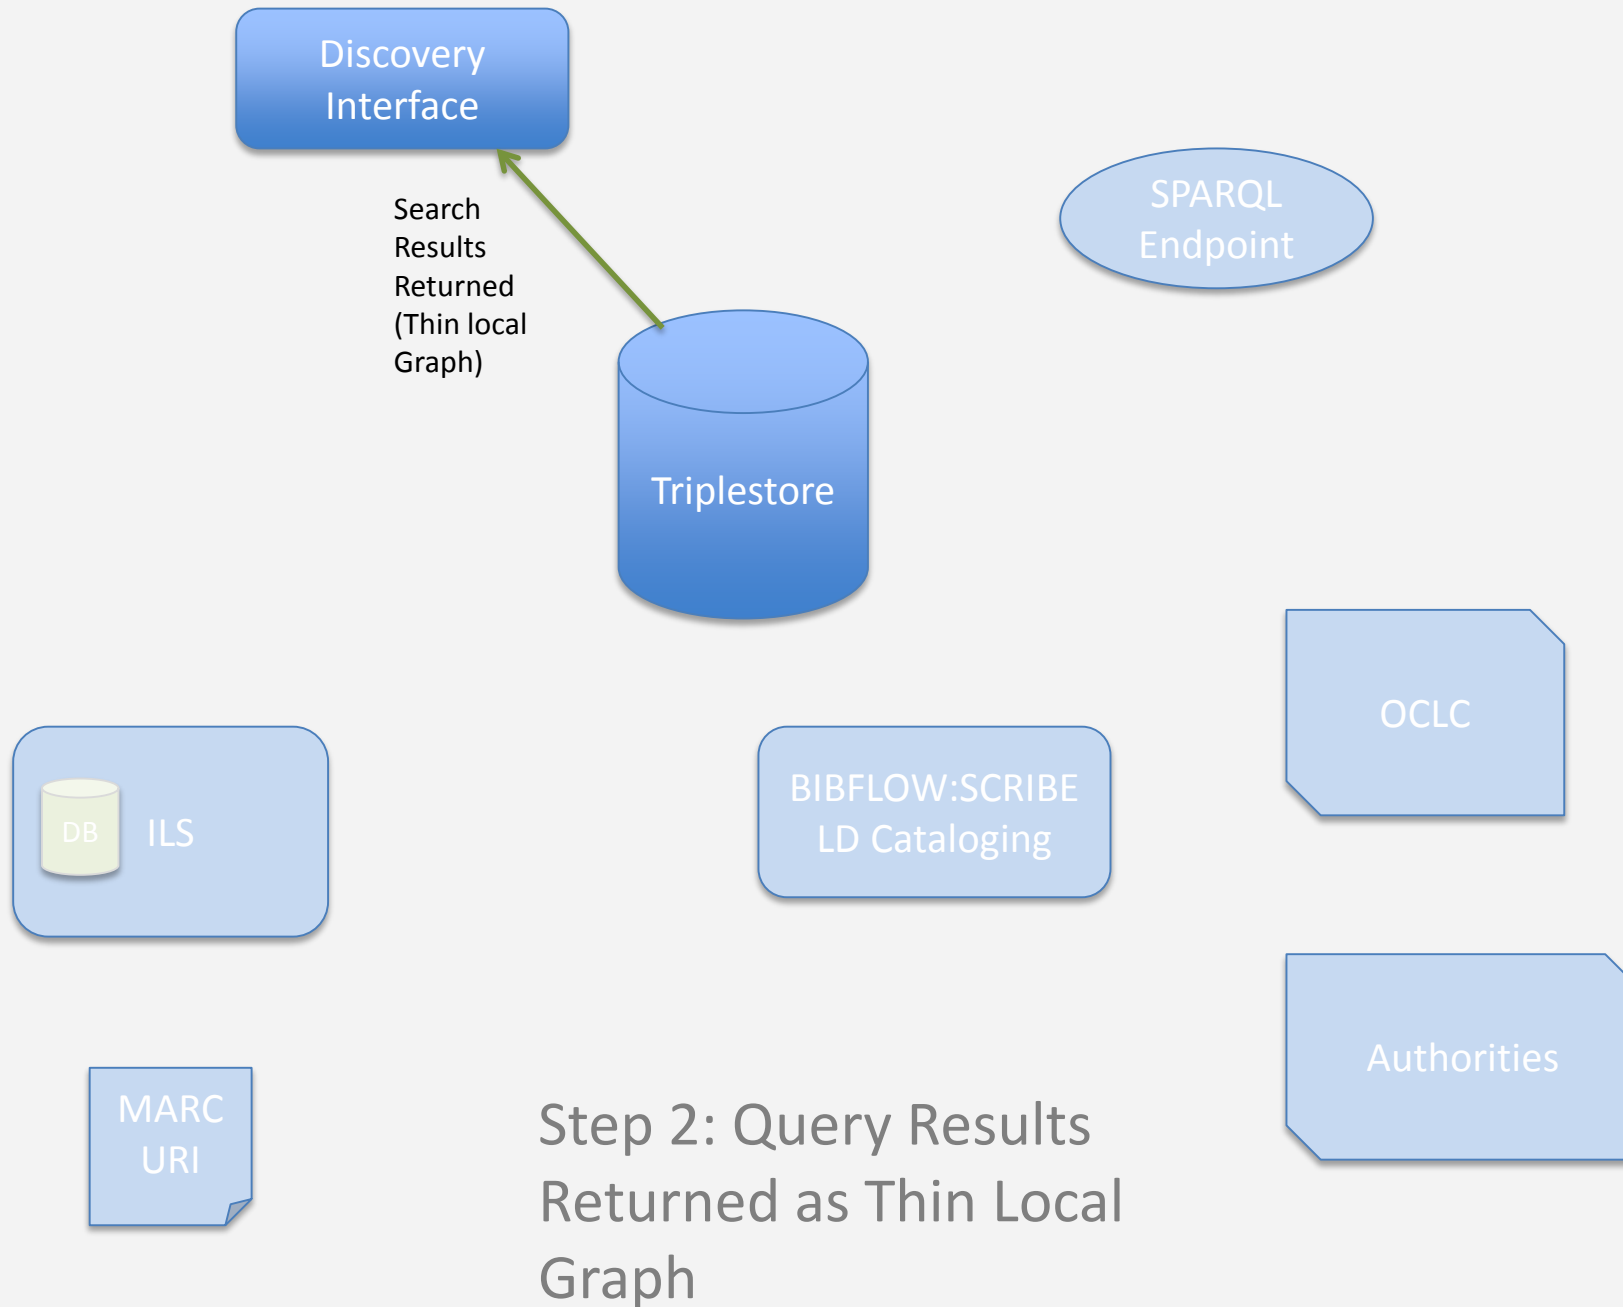 Discovery
Interface
Search
Results
Returned
(Thin local
Graph)
SPARQL
Endpoint
Triplestore
OCLC
DB
ILS
BIBFLOW:SCRIBE
LD Cataloging
Authorities
MARC
URI
Step 2: Query Results
Returned as Thin Local
Graph